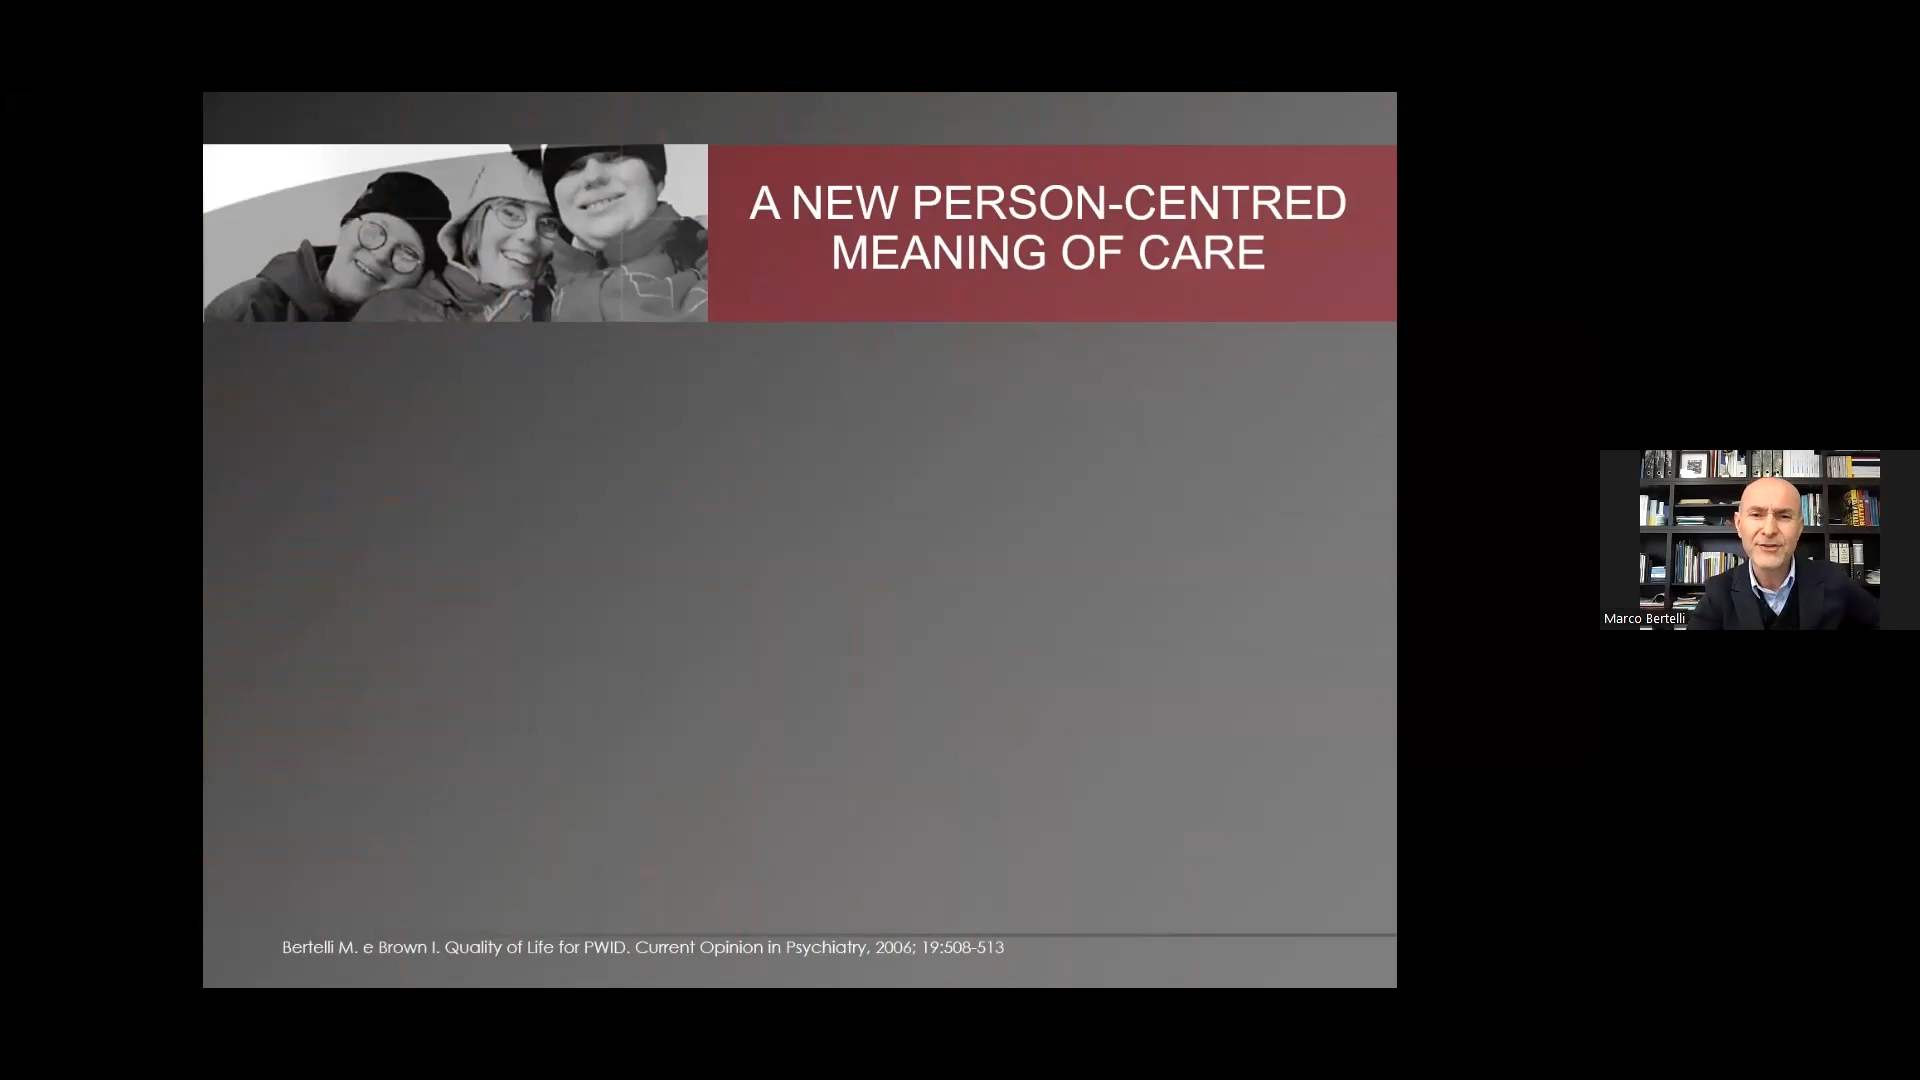 A NEW PERSON-CENTRED
MEANING OF CARE
Marco Bertelli
Bertelli M. e Brown I. Quality of Life for PWID. Current Opinion in Psychiatry, 2006; 19:508-513